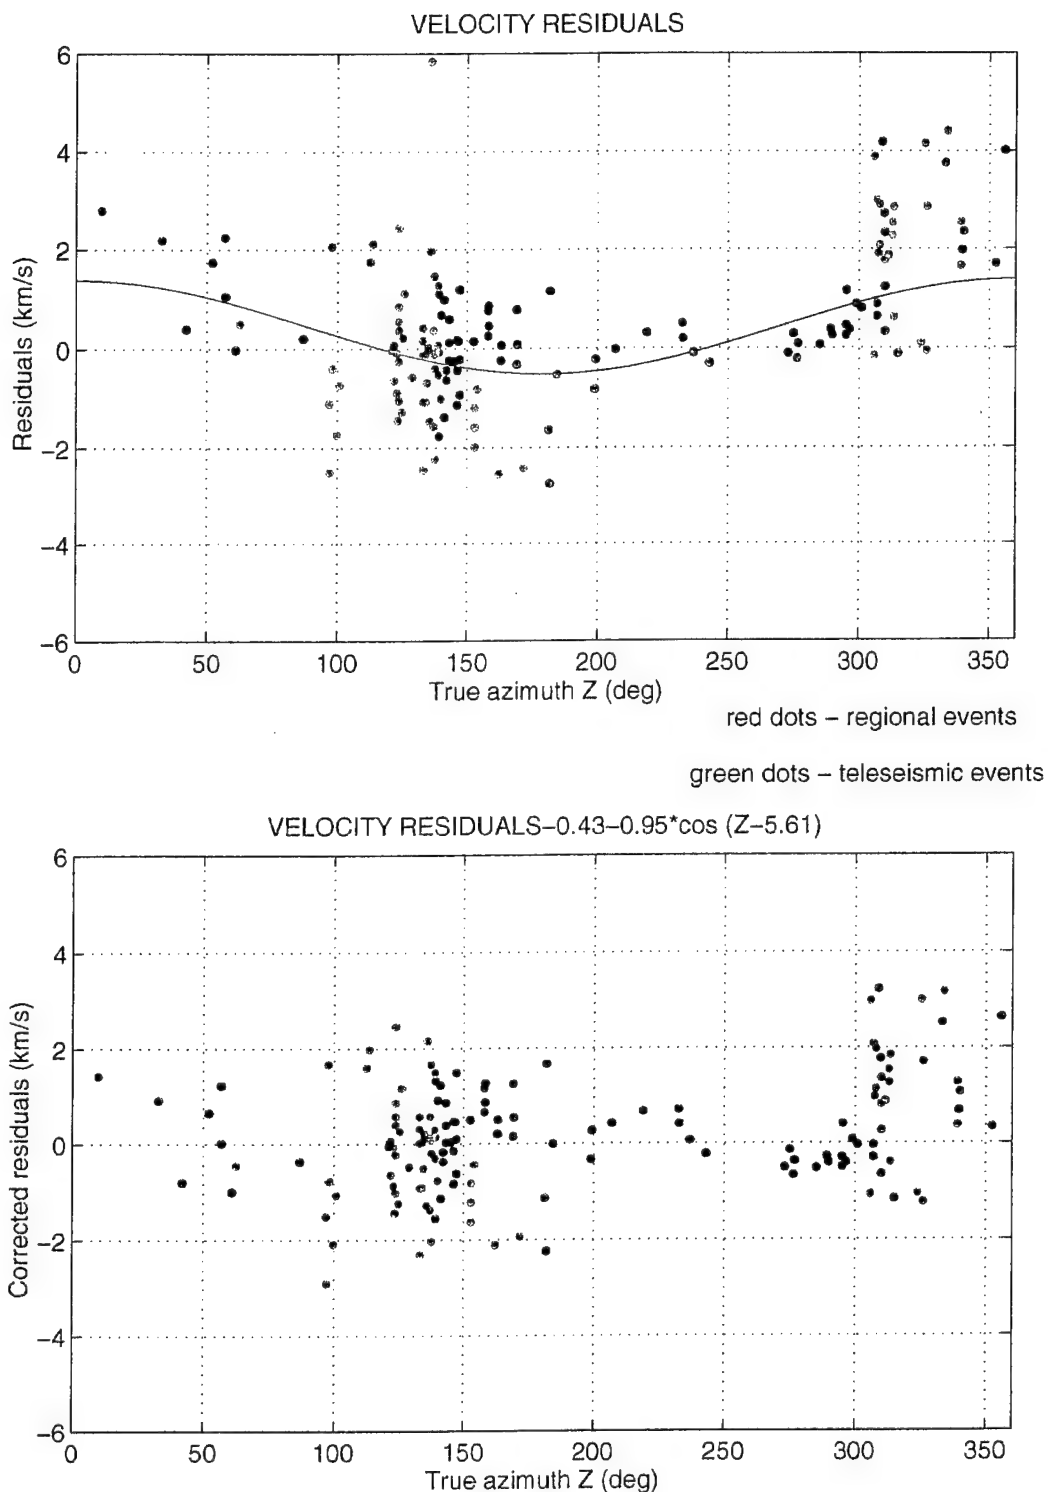 VELOCITY RESIDUALS
6
4
2
0
−2
−4
−6
Residuals (km/s)
0 50 100 150 200 250 300 350
True azimuth Z (deg)
red dots – regional events
green dots – teleseismic events
VELOCITY RESIDUALS−0.43−0.95*cos (Z−5.61)
6
4
2
0
−2
−4
−6
Corrected residuals (km/s)
0 50 100 150 200 250 300 350
True azimuth Z (deg)